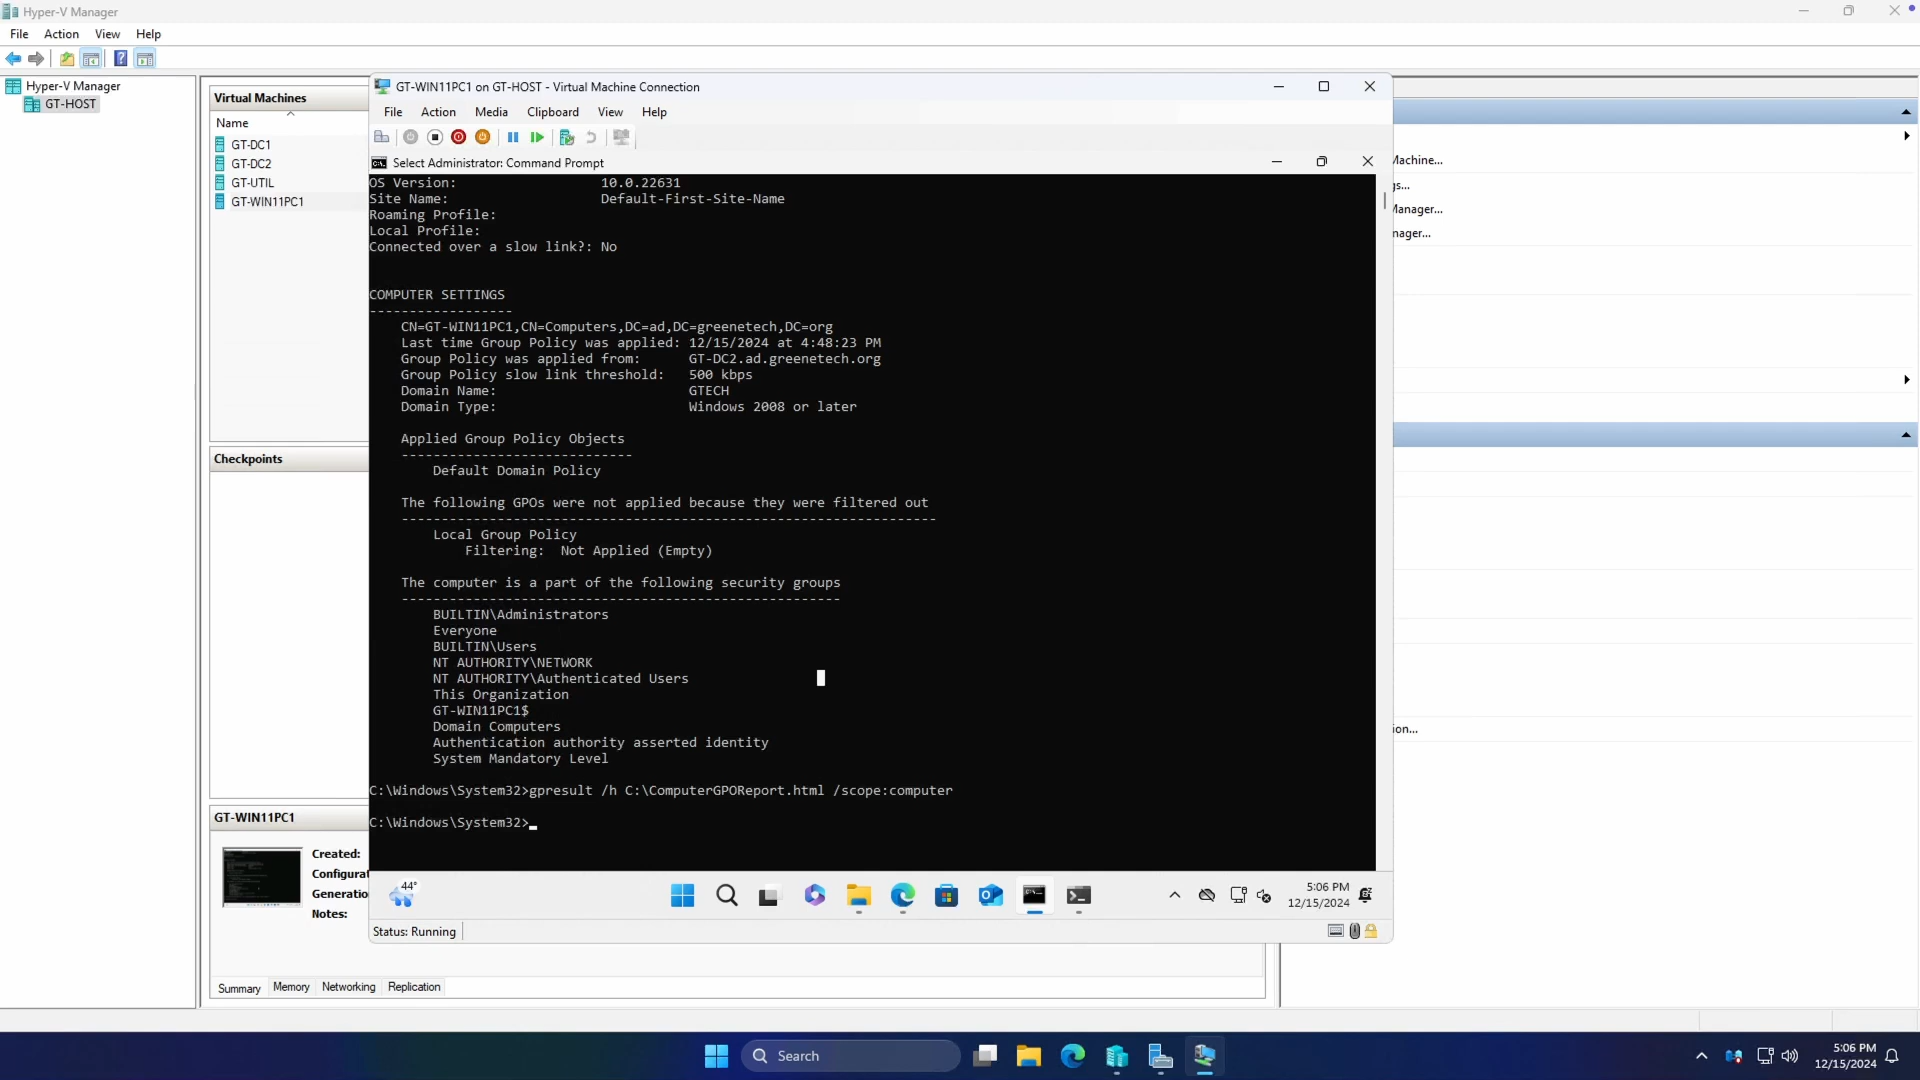 Hyper-V Manager
File Action View Help
Hyper-V Manager
GT-HOST
Virtual Machines
Name
GT-DC1
GT-DC2
GT-UTIL
GT-WIN11PC1
Checkpoints
GT-WIN11PC1
Created:
Configurat
Generatio
Notes:
Summary Memory Networking Replication
GT-WIN11PC1 on GT-HOST - Virtual Machine Connection
File Action Media Clipboard View Help
Select Administrator: Command Prompt
OS Version: 10.0.22631
Site Name: Default-First-Site-Name
Roaming Profile:
Local Profile:
Connected over a slow link?: No
COMPUTER SETTINGS
------------------
CN=GT-WIN11PC1,CN=Computers,DC=ad,DC=greenetech,DC=org
Last time Group Policy was applied: 12/15/2024 at 4:48:23 PM
Group Policy was applied from: GT-DC2.ad.greenetech.org
Group Policy slow link threshold: 500 kbps
Domain Name: GTECH
Domain Type: Windows 2008 or later
Applied Group Policy Objects
-----------------------------
Default Domain Policy
The following GPOs were not applied because they were filtered out
-------------------------------------------------------------------
Local Group Policy
Filtering: Not Applied (Empty)
The computer is a part of the following security groups
-------------------------------------------------------
BUILTIN\Administrators
Everyone
BUILTIN\Users
NT AUTHORITY\NETWORK
NT AUTHORITY\Authenticated Users
This Organization
GT-WIN11PC1$
Domain Computers
Authentication authority asserted identity
System Mandatory Level
C:\Windows\System32>gpresult /h C:\ComputerGPOReport.html /scope:computer
C:\Windows\System32>
44°
5:06 PM
12/15/2024
Status: Running
Machine...
gs...
Manager...
nager...
ion...
Search
5:06 PM
12/15/2024